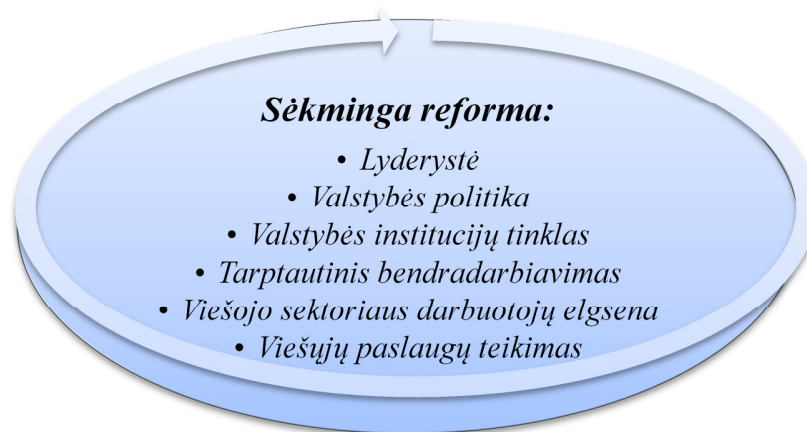 Sėkminga reforma:
• Lyderystė
• Valstybės politika
• Valstybės institucijų tinklas
• Tarptautinis bendradarbiavimas
• Viešojo sektoriaus darbuotojų elgsena
• Viešųjų paslaugų teikimas